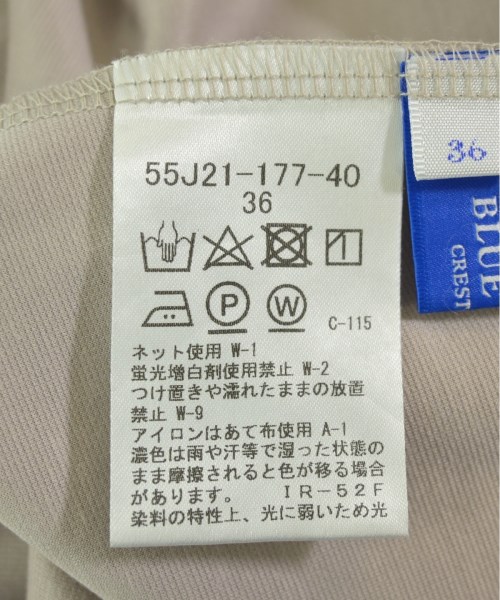 55J21-177-40
36
P
W
C-115
ネット使用 W-1
蛍光増白剤使用禁止 W-2
つけ置きや濡れたままの放置
禁止 W-9
アイロンはあて布使用 A-1
濃色は雨や汗等で湿った状態の
まま摩擦されると色が移る場合
があります。 IR-52F
染料の特性上、光に弱いため光
36
BLUE
CREST